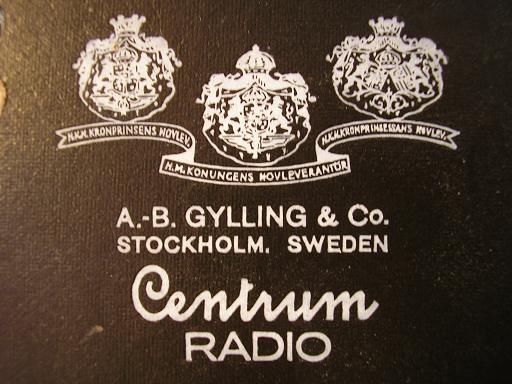 H.K.H. KRONPRINSENS HOVLEV.
H.M. KONUNGENS HOVLEVERANTÖR
H.K.H. KRONPRINSESSANS HOVLEV.
A.-B. GYLLING & Co.
STOCKHOLM. SWEDEN
Centrum
RADIO